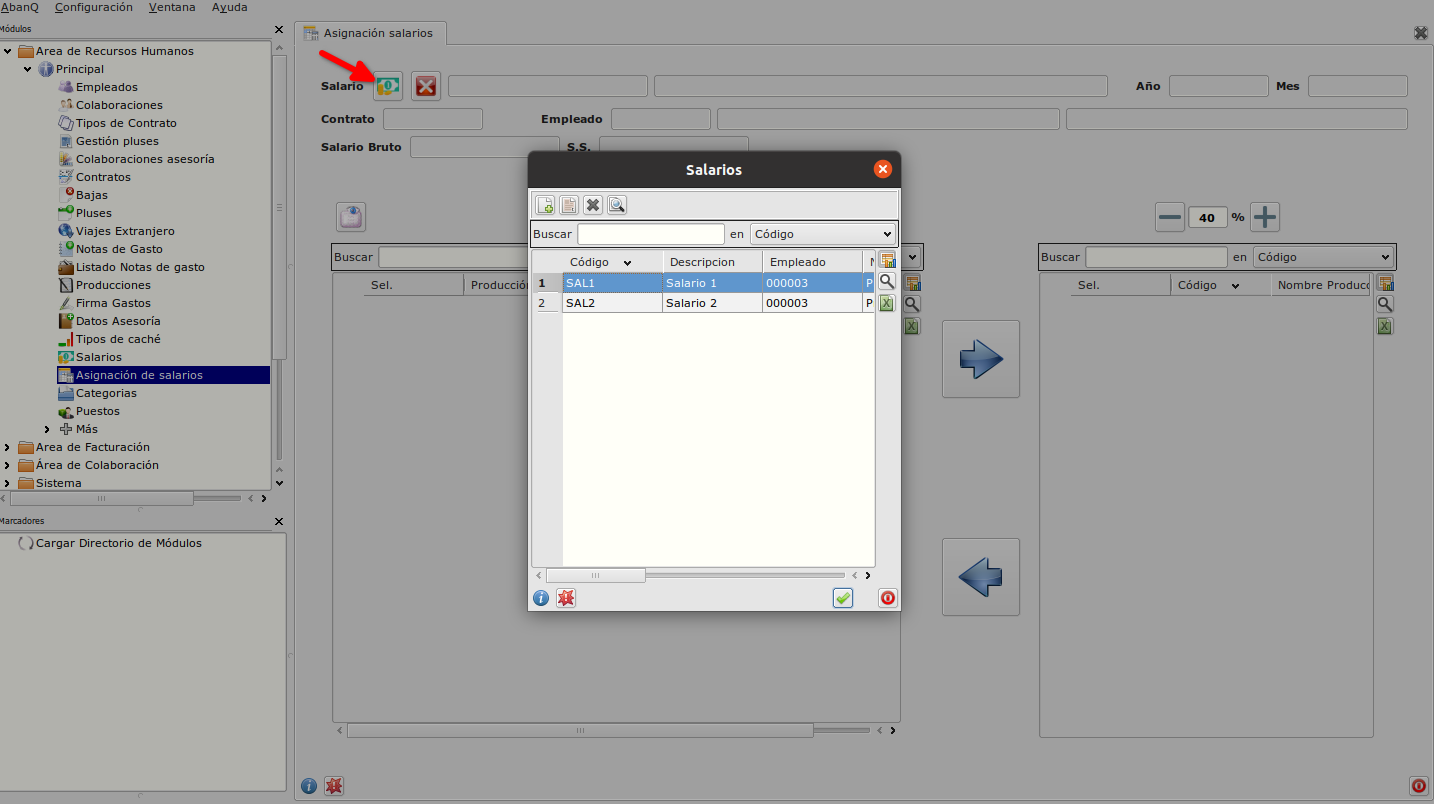 AbanQ Configuración Ventana Ayuda
Módulos
Area de Recursos Humanos
Principal
Empleados
Colaboraciones
Tipos de Contrato
Gestión pluses
Colaboraciones asesoría
Contratos
Bajas
Pluses
Viajes Extranjero
Notas de Gasto
Listado Notas de gasto
Producciones
Firma Gastos
Datos Asesoría
Tipos de caché
Salarios
Asignación de salarios
Categorias
Puestos
Más
Area de Facturación
Área de Colaboración
Sistema
Marcadores
Cargar Directorio de Módulos
Asignación salarios
Salario Año Mes
Contrato Empleado
Salario Bruto S.S.
40 %
Buscar
Sel. Producció
Buscar en Código
Sel. Código Nombre Produc
Salarios
Buscar en Código
Código Descripcion Empleado
1 SAL1 Salario 1 000003 P
2 SAL2 Salario 2 000003 P